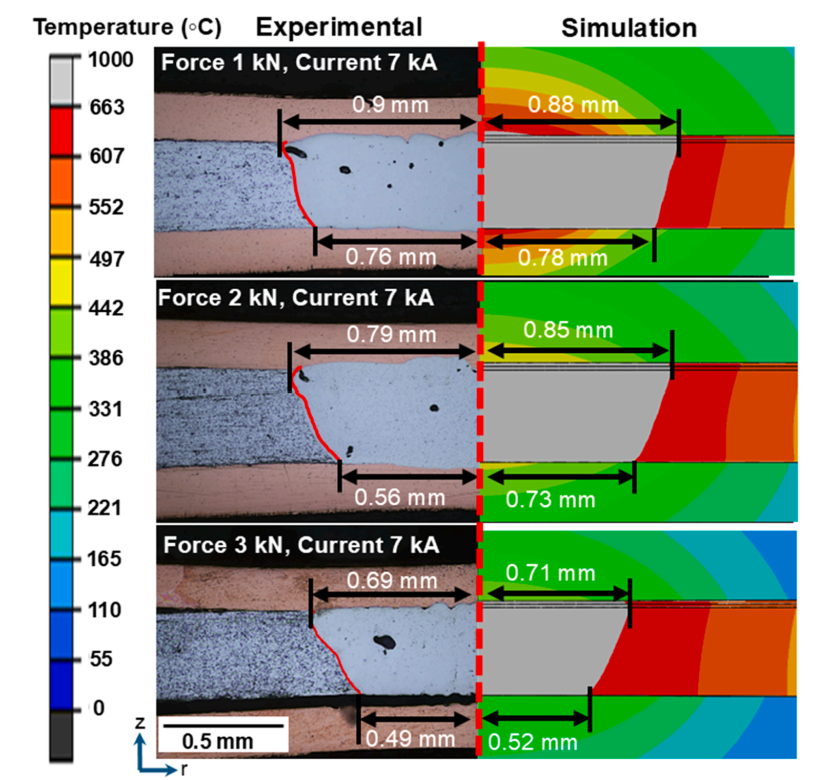 Temperature (◦C)
Experimental
Simulation
1000
663
607
552
497
442
386
331
276
221
165
110
55
0
Force 1 kN, Current 7 kA
0.9 mm
0.88 mm
0.76 mm
0.78 mm
Force 2 kN, Current 7 kA
0.79 mm
0.85 mm
0.56 mm
0.73 mm
Force 3 kN, Current 7 kA
0.69 mm
0.71 mm
0.49 mm
0.52 mm
0.5 mm
z
r